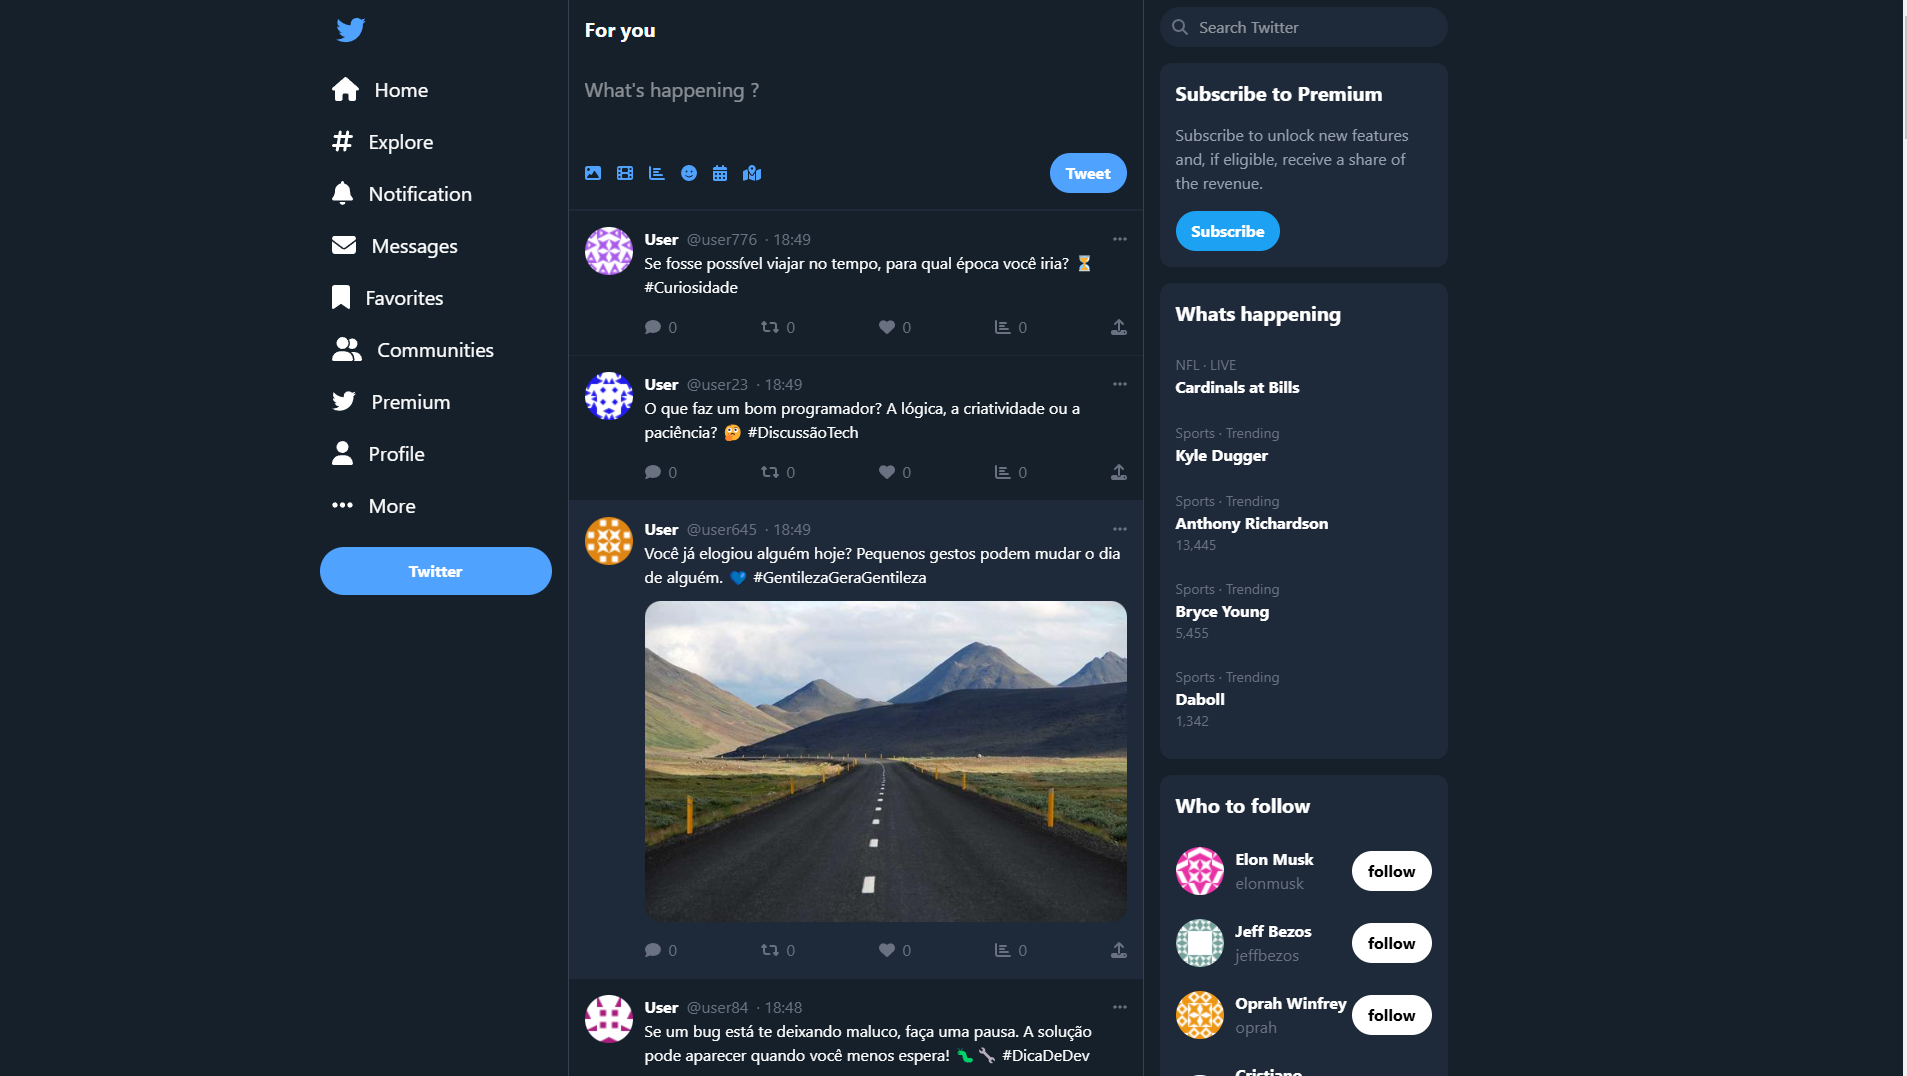 Home
Explore
Notification
Messages
Favorites
Communities
Premium
Profile
More
Twitter
For you
What's happening ?
Tweet
User @user776 · 18:49
Se fosse possível viajar no tempo, para qual época você iria? ⏳
#Curiosidade
0 0 0 0
User @user23 · 18:49
O que faz um bom programador? A lógica, a criatividade ou a
paciência? 🤔 #DiscussãoTech
0 0 0 0
User @user645 · 18:49
Você já elogiou alguém hoje? Pequenos gestos podem mudar o dia
de alguém. 💙 #GentilezaGeraGentileza
0 0 0 0
User @user84 · 18:48
Se um bug está te deixando maluco, faça uma pausa. A solução
pode aparecer quando você menos espera! 🐛 🔧 #DicaDeDev
Search Twitter
Subscribe to Premium
Subscribe to unlock new features
and, if eligible, receive a share of
the revenue.
Subscribe
Whats happening
NFL · LIVE
Cardinals at Bills
Sports · Trending
Kyle Dugger
Sports · Trending
Anthony Richardson
13,445
Sports · Trending
Bryce Young
5,455
Sports · Trending
Daboll
1,342
Who to follow
Elon Musk
elonmusk
follow
Jeff Bezos
jeffbezos
follow
Oprah Winfrey
oprah
follow
Cristiano